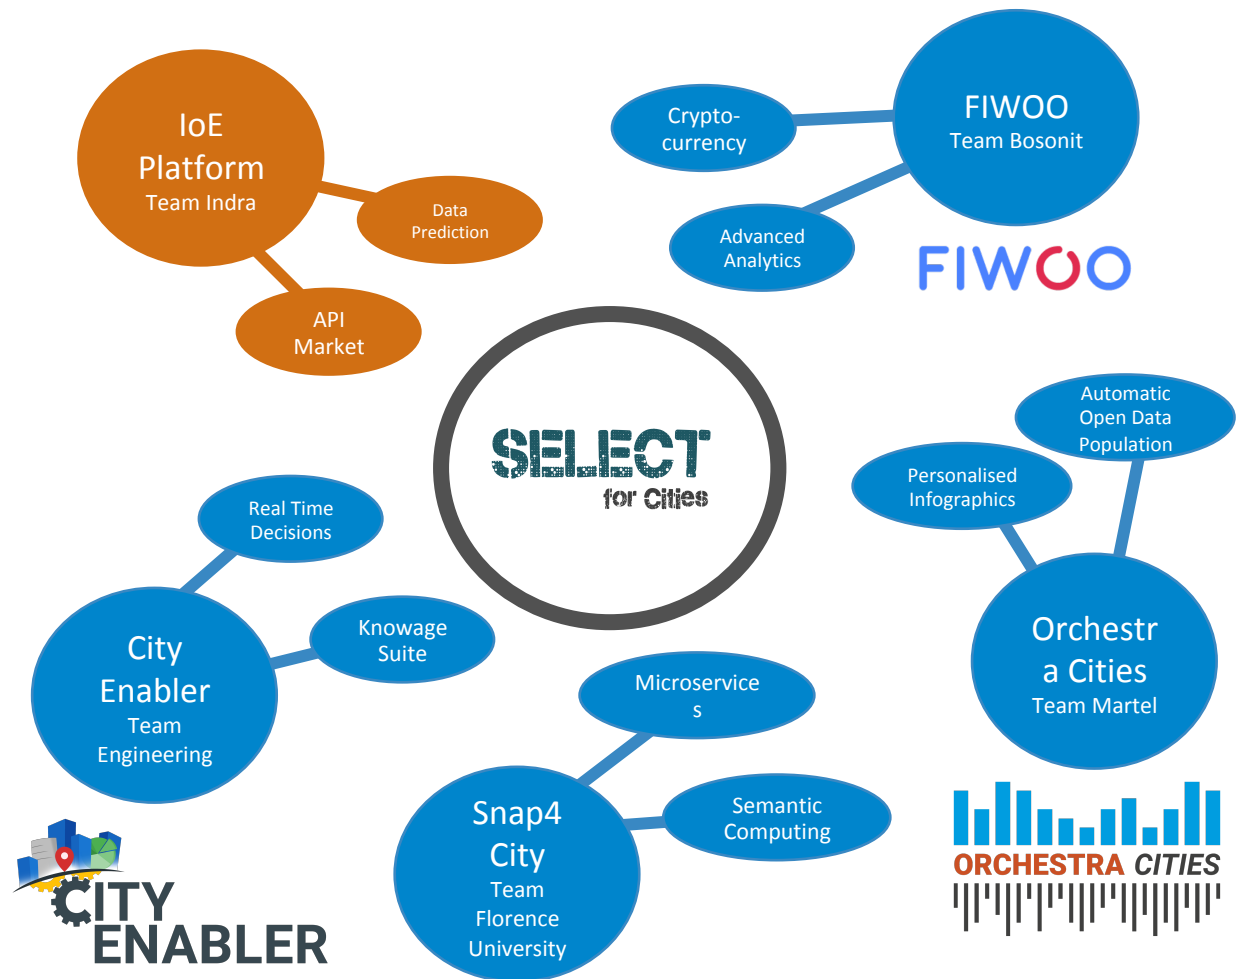 IoE
Platform
Team Indra
Data
Prediction
API
Market
Crypto-
currency
FIWOO
Team Bosonit
Advanced
Analytics
FIWOO
SELECT
for Cities
Automatic
Open Data
Population
Personalised
Infographics
Orchestr
a Cities
Team Martel
ORCHESTRA CITIES
Real Time
Decisions
Knowage
Suite
City
Enabler
Team
Engineering
CITY
ENABLER
Microservice
s
Semantic
Computing
Snap4
City
Team
Florence
University